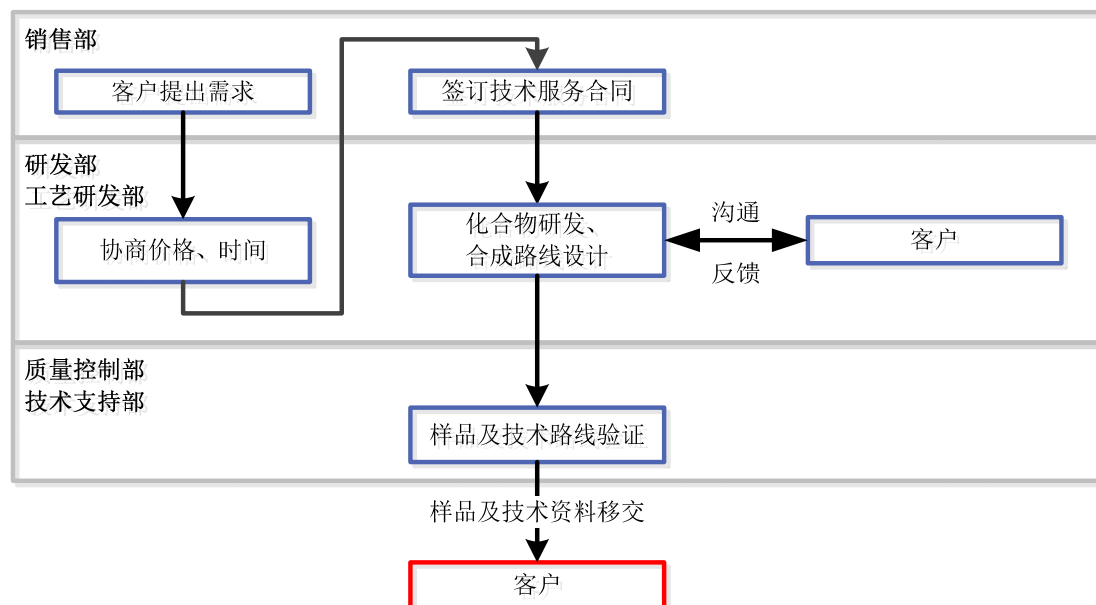 销售部
客户提出需求
签订技术服务合同
研发部
工艺研发部
协商价格、时间
化合物研发、
合成路线设计
沟通
反馈
客户
质量控制部
技术支持部
样品及技术路线验证
样品及技术资料移交
客户